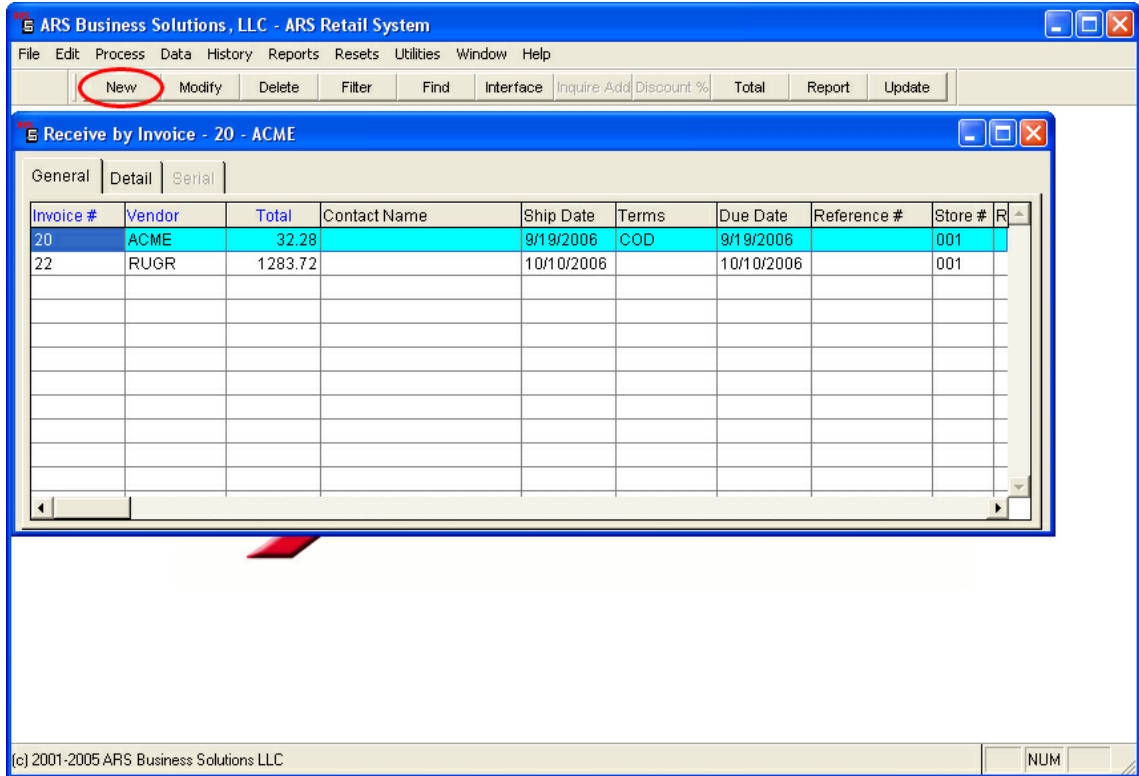 ARS Business Solutions, LLC - ARS Retail System
File Edit Process Data History Reports Resets Utilities Window Help
New Modify Delete Filter Find Interface Inquire Add Discount % Total Report Update
Receive by Invoice - 20 - ACME
General Detail Serial
Invoice # Vendor Total Contact Name Ship Date Terms Due Date Reference # Store # R
20 ACME 32.28 9/19/2006 COD 9/19/2006 001
22 RUGR 1283.72 10/10/2006 10/10/2006 001
(c) 2001-2005 ARS Business Solutions LLC NUM